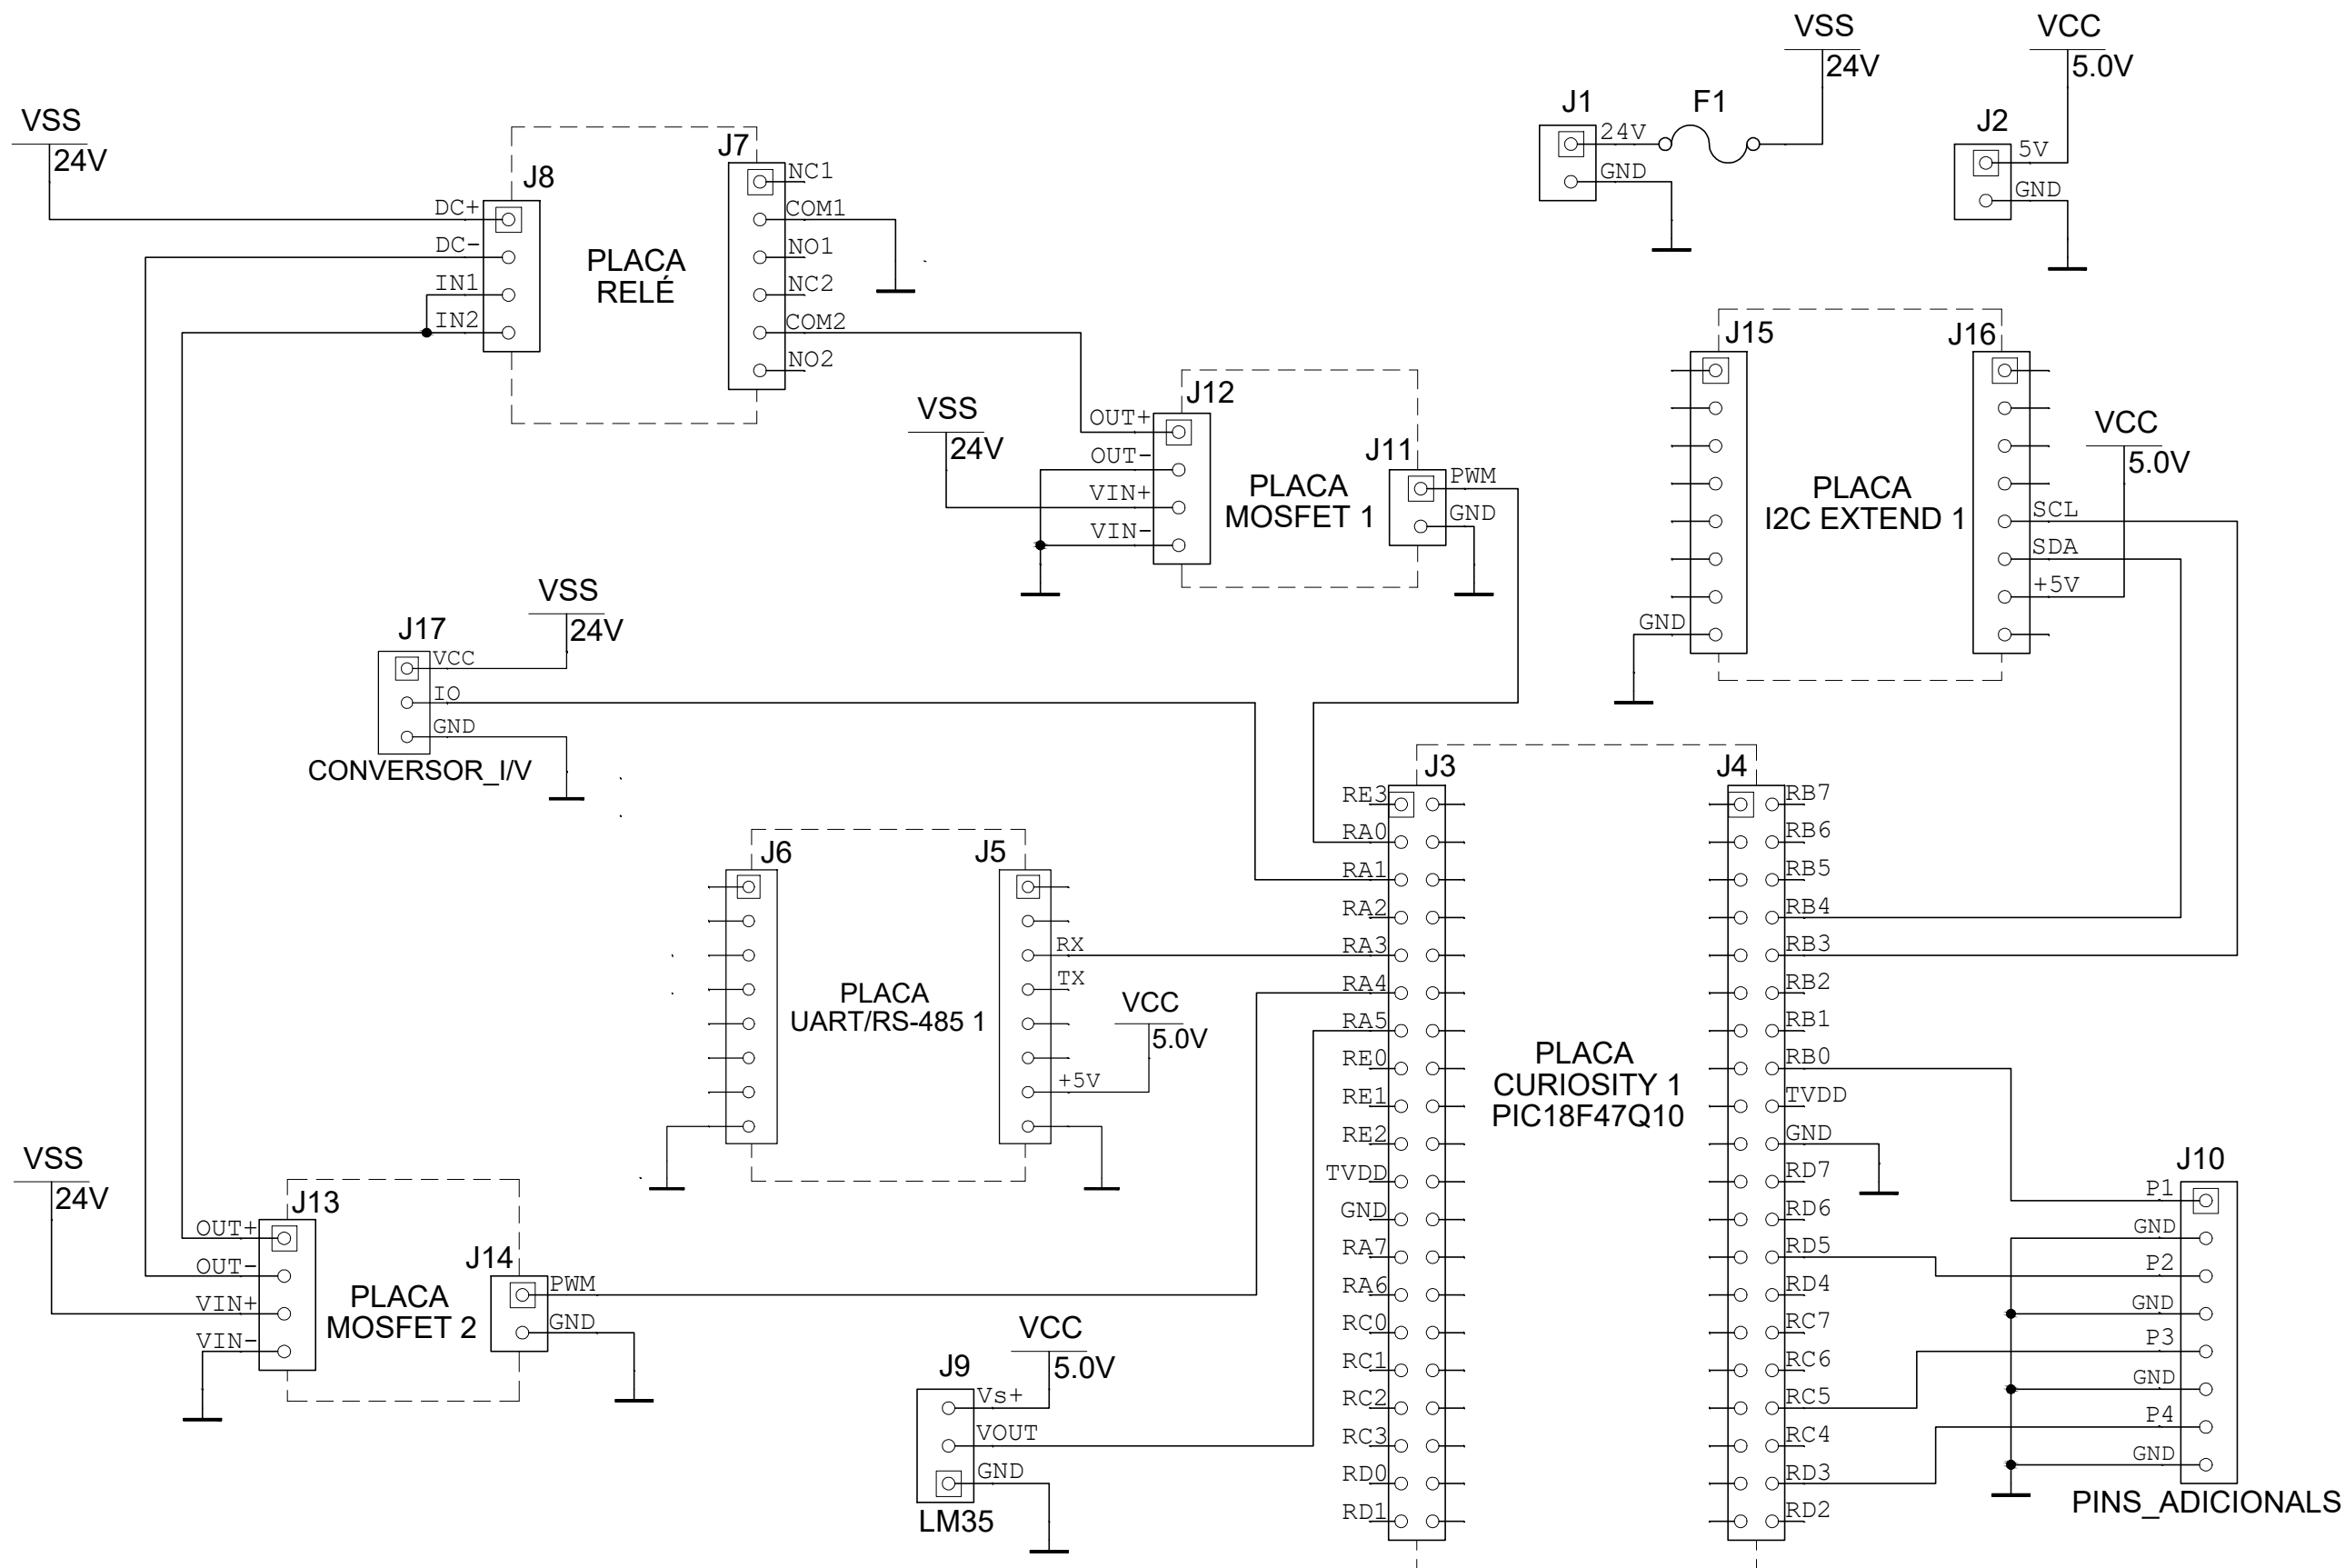 VSS
24V
VCC
5.0V
J1
F1
24V
GND
J2
5V
GND
VSS
24V
J8
DC+
DC-
IN1
IN2
PLACA
RELÉ
J7
NC1
COM1
NO1
NC2
COM2
NO2
VSS
24V
J12
OUT+
OUT-
VIN+
VIN-
PLACA
MOSFET 1
J11
PWM
GND
J15
GND
PLACA
I2C EXTEND 1
J16
SCL
SDA
+5V
VCC
5.0V
VSS
24V
J17
VCC
IO
GND
CONVERSOR_I/V
J6
J5
PLACA
UART/RS-485 1
RX
TX
+5V
VCC
5.0V
J3
RE3
RA0
RA1
RA2
RA3
RA4
RA5
RE0
RE1
RE2
TVDD
GND
RA7
RA6
RC0
RC1
RC2
RC3
RD0
RD1
PLACA
CURIOSITY 1
PIC18F47Q10
J4
RB7
RB6
RB5
RB4
RB3
RB2
RB1
RB0
TVDD
GND
RD7
RD6
RD5
RD4
RC7
RC6
RC5
RC4
RD3
RD2
VSS
24V
J13
OUT+
OUT-
VIN+
VIN-
PLACA
MOSFET 2
J14
PWM
GND
VCC
5.0V
J9
Vs+
VOUT
GND
LM35
J10
P1
GND
P2
GND
P3
GND
P4
GND
PINS_ADICIONALS